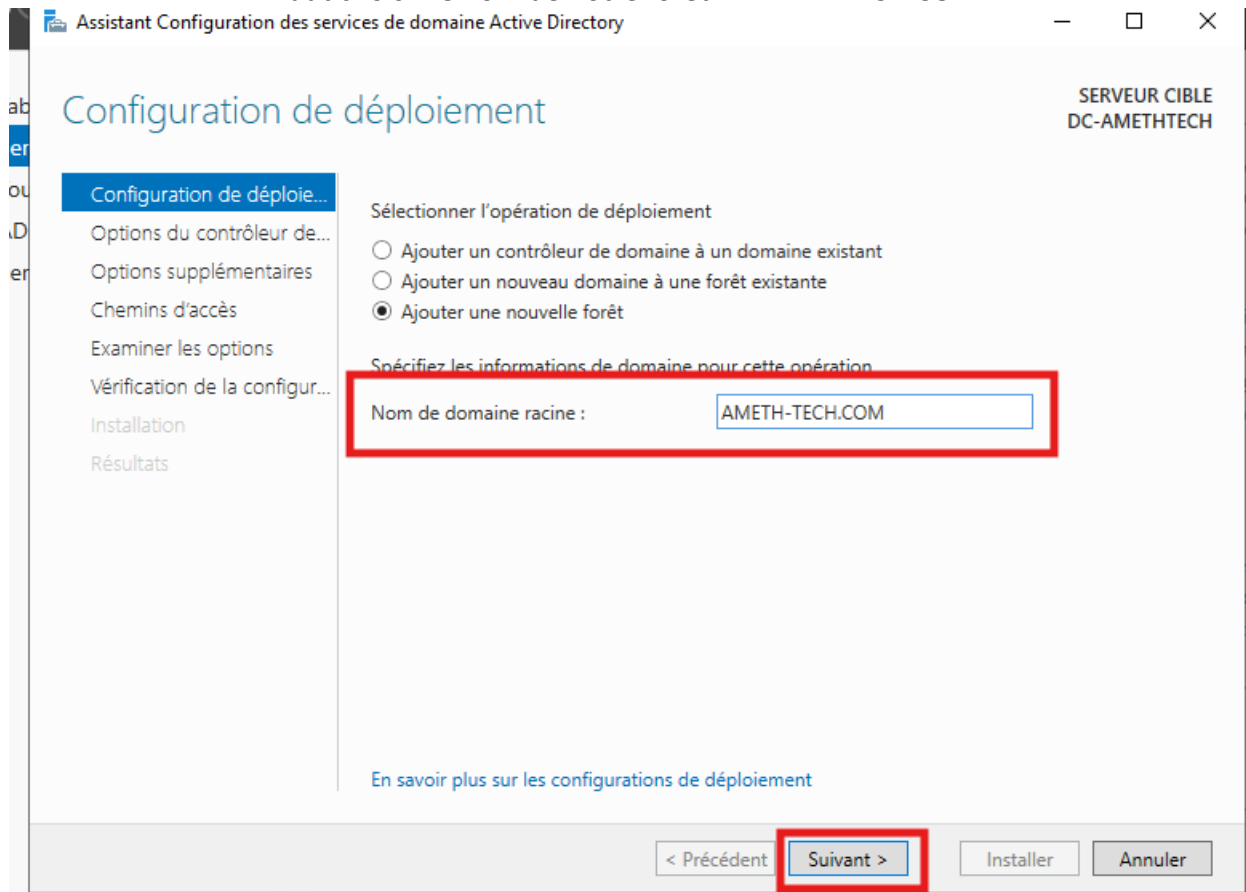 Assistant Configuration des services de domaine Active Directory
Configuration de déploiement
SERVEUR CIBLE
DC-AMETHTECH
Configuration de déploie...
Options du contrôleur de...
Options supplémentaires
Chemins d'accès
Examiner les options
Vérification de la configur...
Installation
Résultats
Sélectionner l'opération de déploiement
Ajouter un contrôleur de domaine à un domaine existant
Ajouter un nouveau domaine à une forêt existante
Ajouter une nouvelle forêt
Spécifiez les informations de domaine pour cette opération
Nom de domaine racine : AMETH-TECH.COM
En savoir plus sur les configurations de déploiement
< Précédent Suivant > Installer Annuler